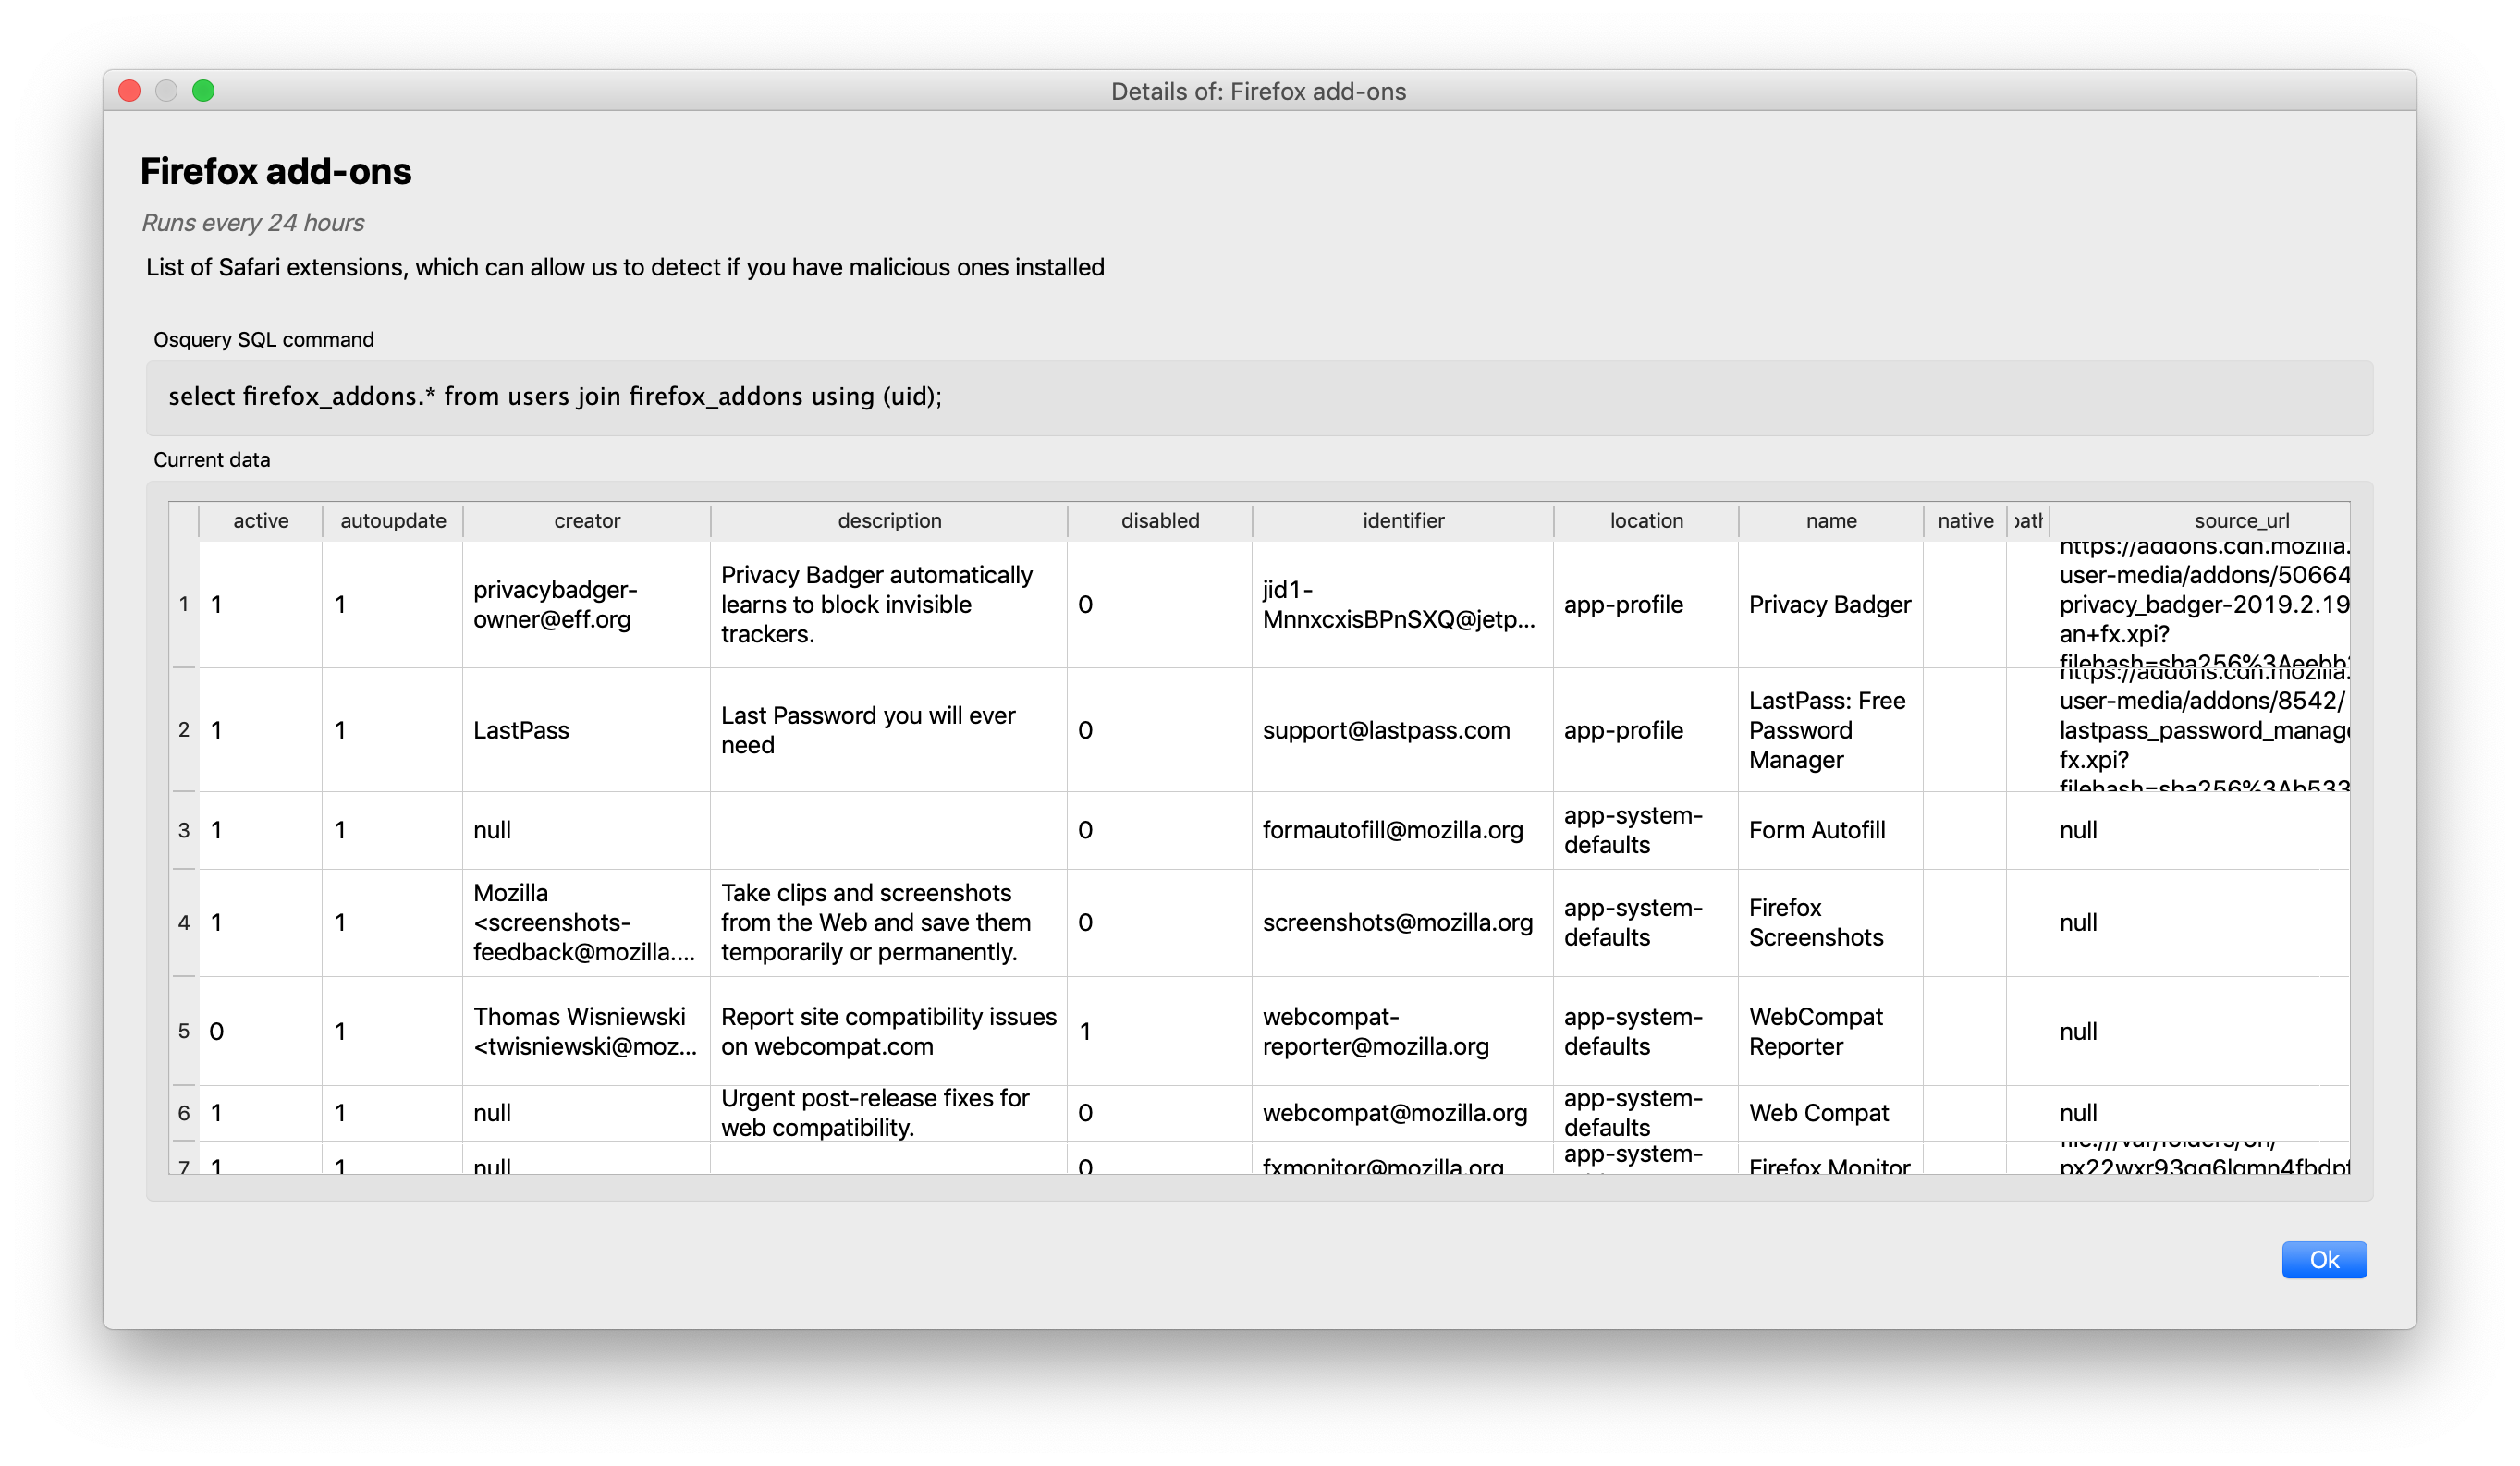 Details of: Firefox add-ons
Firefox add-ons
Runs every 24 hours
List of Safari extensions, which can allow us to detect if you have malicious ones installed
Osquery SQL command
select firefox_addons.* from users join firefox_addons using (uid);
Current data
active autoupdate creator description disabled identifier location name native path source_url
1 1 1 privacybadger-
owner@eff.org
Privacy Badger automatically
learns to block invisible
trackers.
0
jid1-
MnnxcxisBPnSXQ@jetp...
app-profile
Privacy Badger
https://addons.cdn.mozilla.
user-media/addons/50664
privacy_badger-2019.2.19
an+fx.xpi?
filehash=sha256%3Aeebb
2 1 1 LastPass
Last Password you will ever
need
0
support@lastpass.com
app-profile
LastPass: Free
Password
Manager
https://addons.cdn.mozilla.
user-media/addons/8542/
lastpass_password_manag
fx.xpi?
filehash=sha256%3Ab533
3 1 1 null
0
formautofill@mozilla.org
app-system-
defaults
Form Autofill
null
4 1 1
Mozilla
<screenshots-
feedback@mozilla....
Take clips and screenshots
from the Web and save them
temporarily or permanently.
0
screenshots@mozilla.org
app-system-
defaults
Firefox
Screenshots
null
5 0 1
Thomas Wisniewski
<twisniewski@moz...
Report site compatibility issues
on webcompat.com
1
webcompat-
reporter@mozilla.org
app-system-
defaults
WebCompat
Reporter
null
6 1 1 null
Urgent post-release fixes for
web compatibility.
0
webcompat@mozilla.org
app-system-
defaults
Web Compat
null
7 1 1 null
0
fxmonitor@mozilla.org
app-system-
Firefox Monitor
Ok